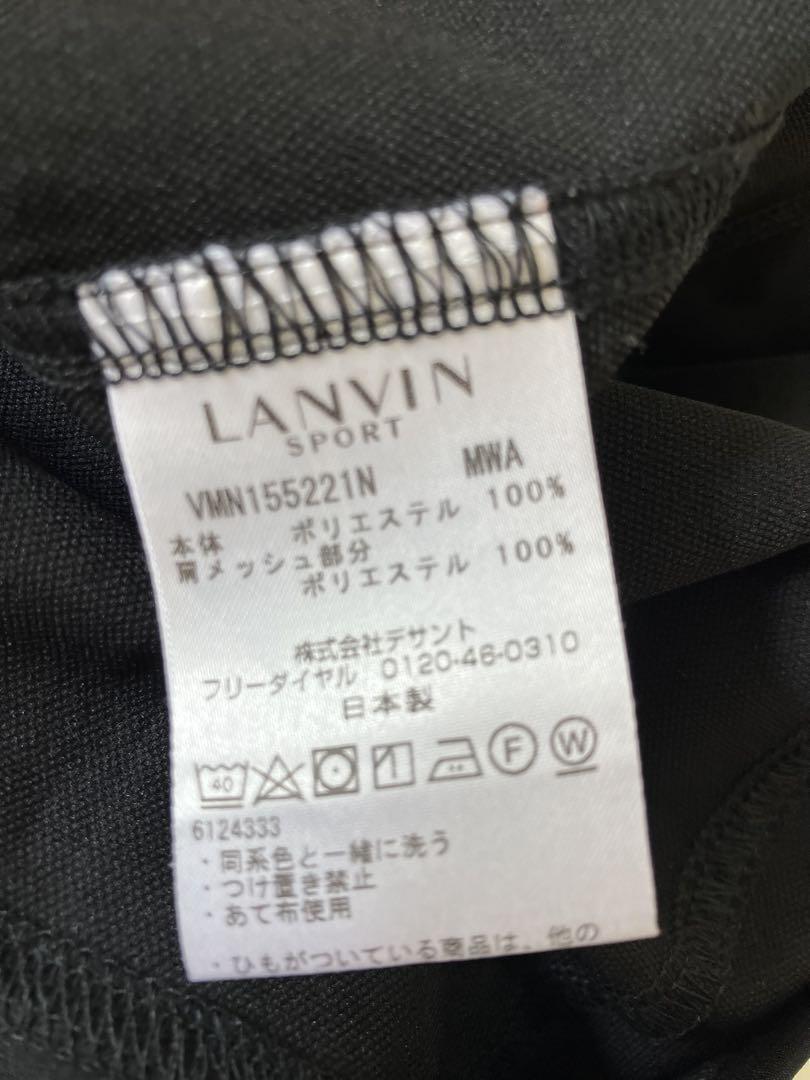 LANVIN
SPORT
VMN155221N MWA
本体 ポリエステル 100%
肩メッシュ部分
ポリエステル 100%
株式会社デサント
フリーダイヤル 0120-46-0310
日本製
40 F W
6124333
・同系色と一緒に洗う
・つけ置き禁止
・あて布使用
・ひもがついている商品は、他の